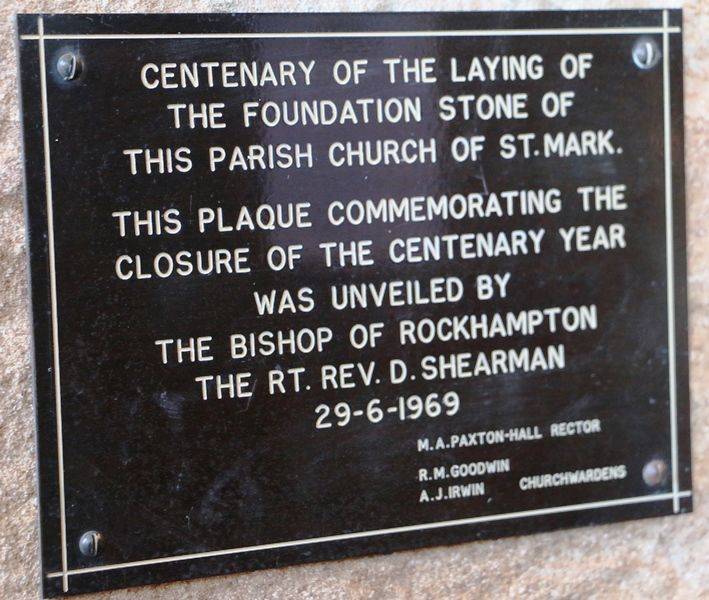 CENTENARY OF THE LAYING OF
THE FOUNDATION STONE OF
THIS PARISH CHURCH OF ST. MARK.
THIS PLAQUE COMMEMORATING THE
CLOSURE OF THE CENTENARY YEAR
WAS UNVEILED BY
THE BISHOP OF ROCKHAMPTON
THE RT. REV. D. SHEARMAN
29-6-1969
M.A. PAXTON-HALL RECTOR
R.M. GOODWIN
A.J. IRWIN CHURCHWARDENS